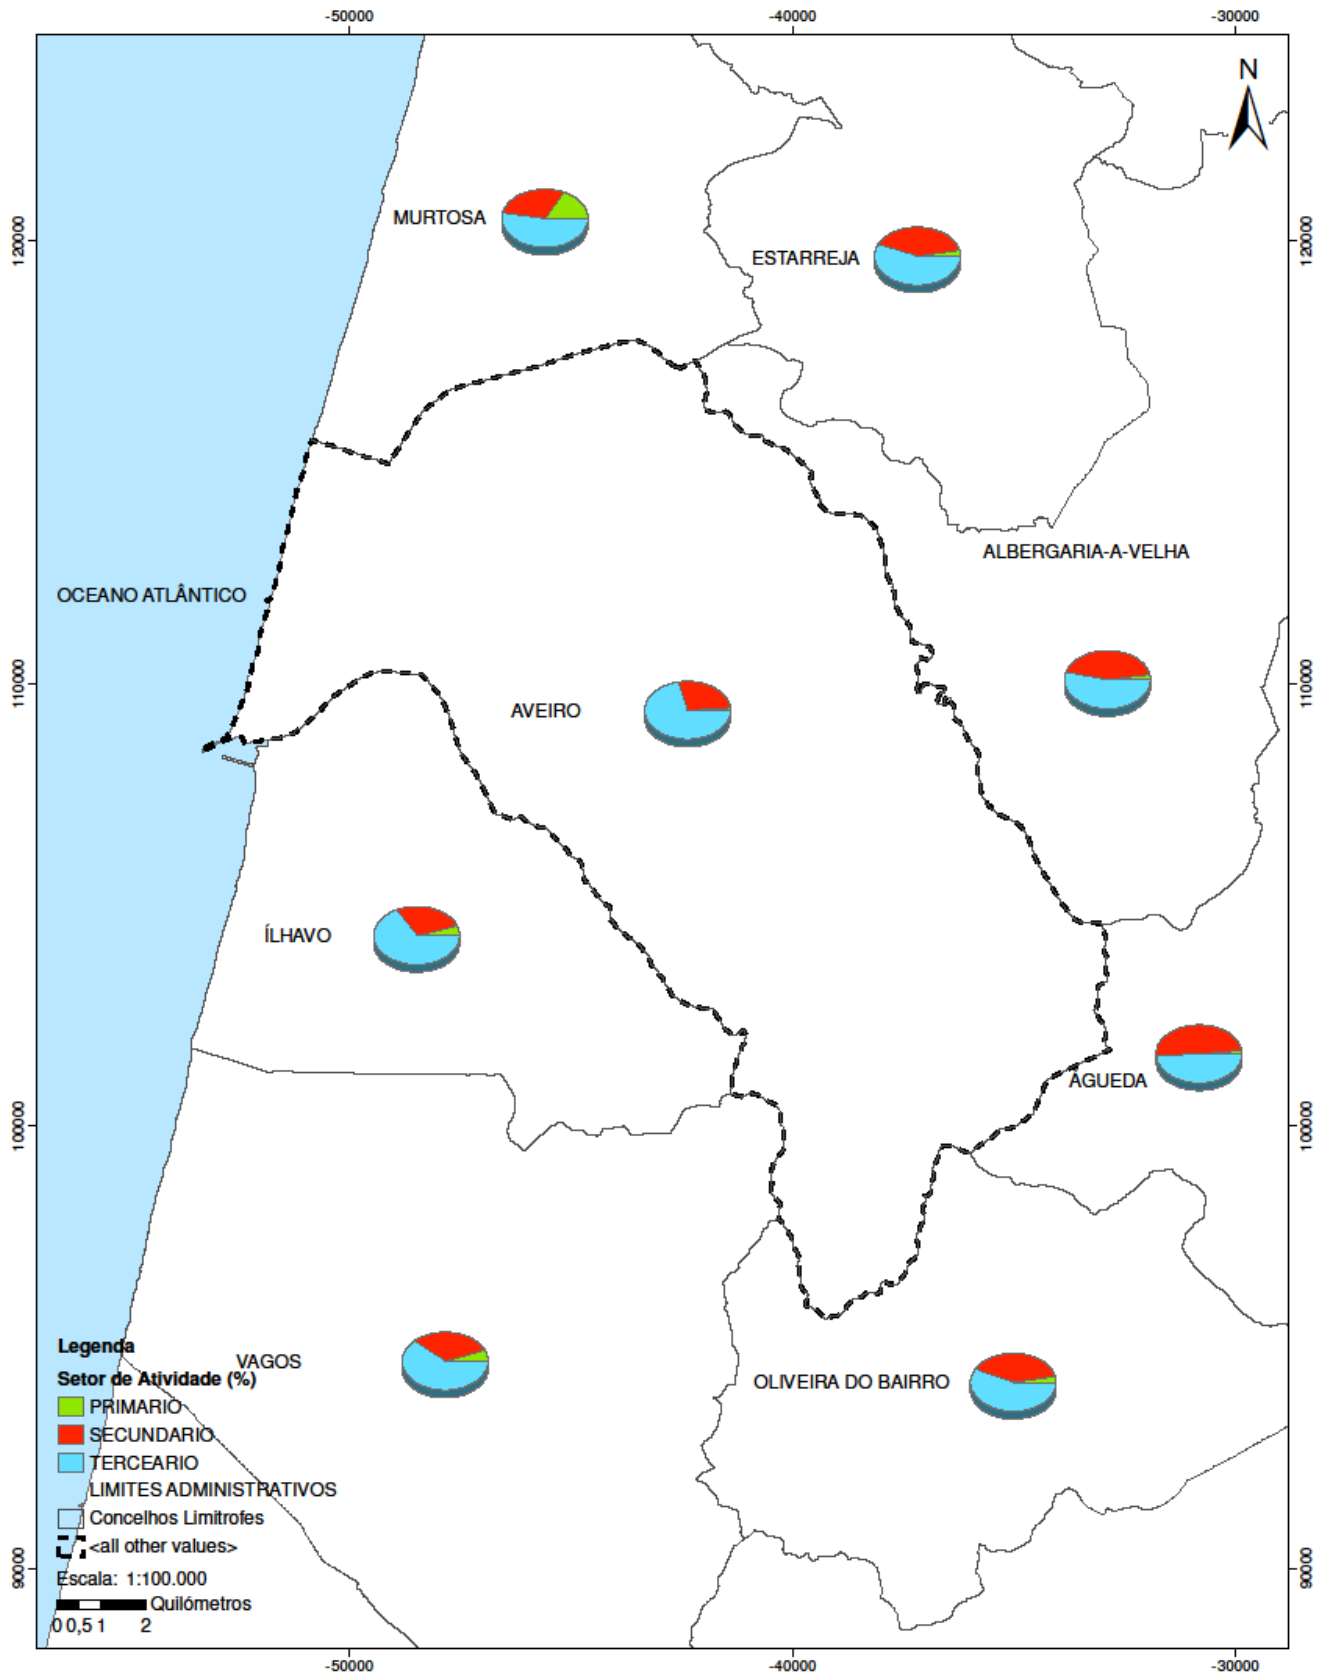 -50000
-40000
-30000
N
MURTOSA
120000
ESTARREJA
120000
ALBERGARIA-A-VELHA
OCEANO ATLÂNTICO
110000
AVEIRO
110000
ÍLHAVO
ÁGUEDA
100000
100000
Legenda
VAGOS
Setor de Atividade (%)
OLIVEIRA DO BAIRRO
PRIMARIO
SECUNDARIO
TERCEARIO
LIMITES ADMINISTRATIVOS
Concelhos Limitrofes
<all other values>
90000
90000
Escala: 1:100.000
Quilómetros
0 0,5 1 2
-50000
-40000
-30000